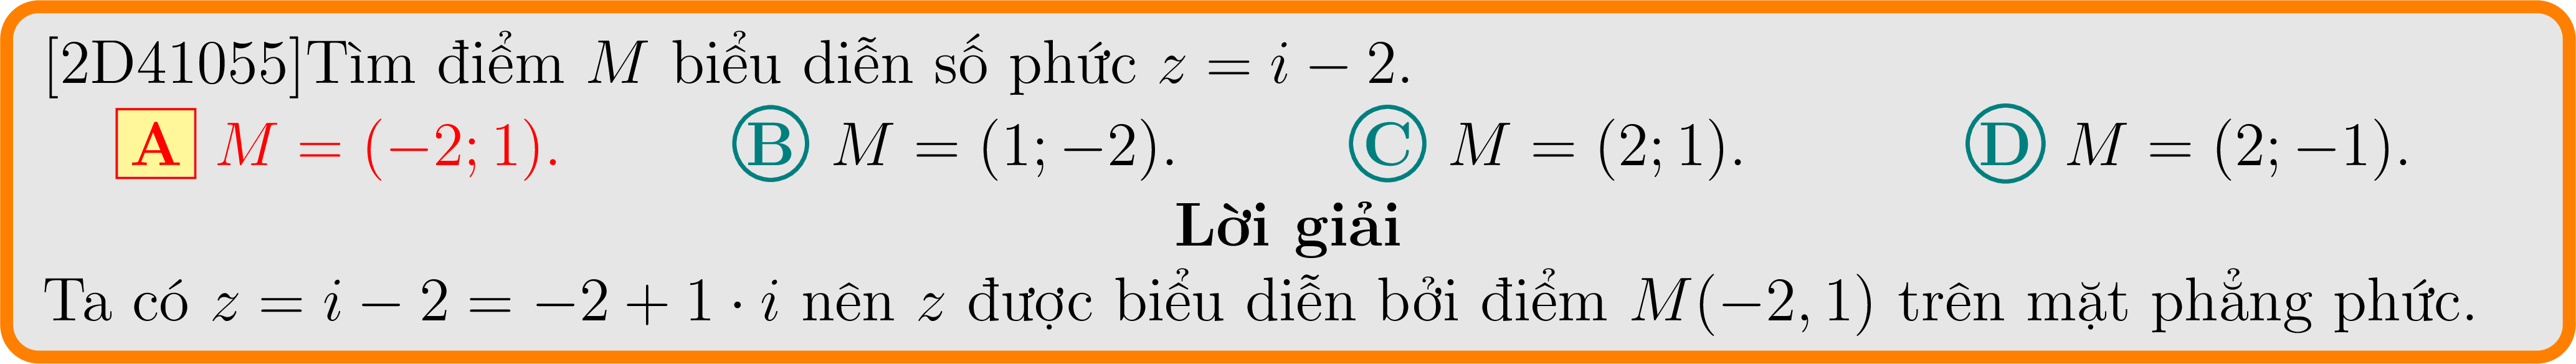 [2D41055]Tìm điểm M biểu diễn số phức z = i − 2.
A M = (−2; 1). B M = (1; −2). C M = (2; 1). D M = (2; −1).
Lời giải
Ta có z = i − 2 = −2 + 1 · i nên z được biểu diễn bởi điểm M(−2, 1) trên mặt phẳng phức.